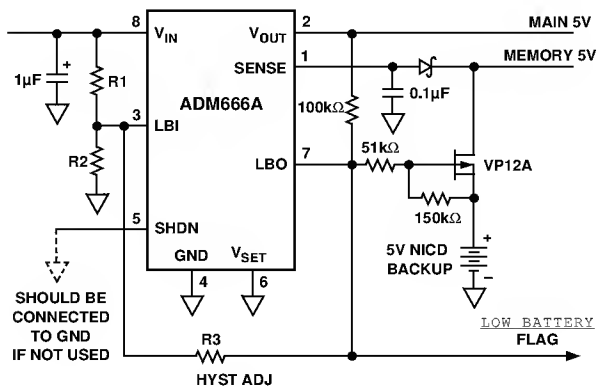 8
VIN
VOUT
2
MAIN 5V
1
SENSE
MEMORY 5V
1µF
+
R1
ADM666A
100kΩ
0.1µF
3
LBI
R2
LBO
7
51kΩ
VP12A
150kΩ
5
SHDN
GND
VSET
4
6
5V NICD
BACKUP
+
–
SHOULD BE
CONNECTED
TO GND
IF NOT USED
R3
HYST ADJ
LOW BATTERY
FLAG